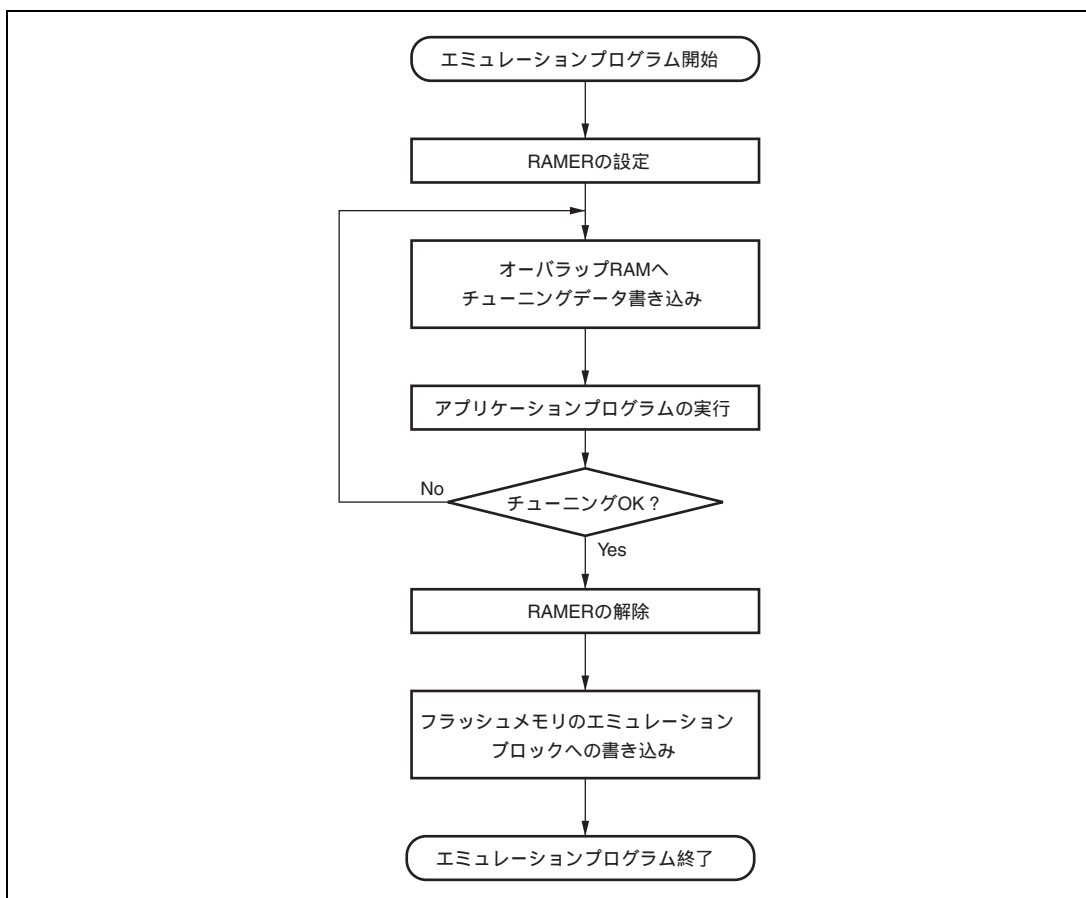 エミュレーションプログラム開始
RAMERの設定
オーバラップRAMへ
チューニングデータ書き込み
アプリケーションプログラムの実行
No
チューニングOK?
Yes
RAMERの解除
フラッシュメモリのエミュレーション
ブロックへの書き込み
エミュレーションプログラム終了